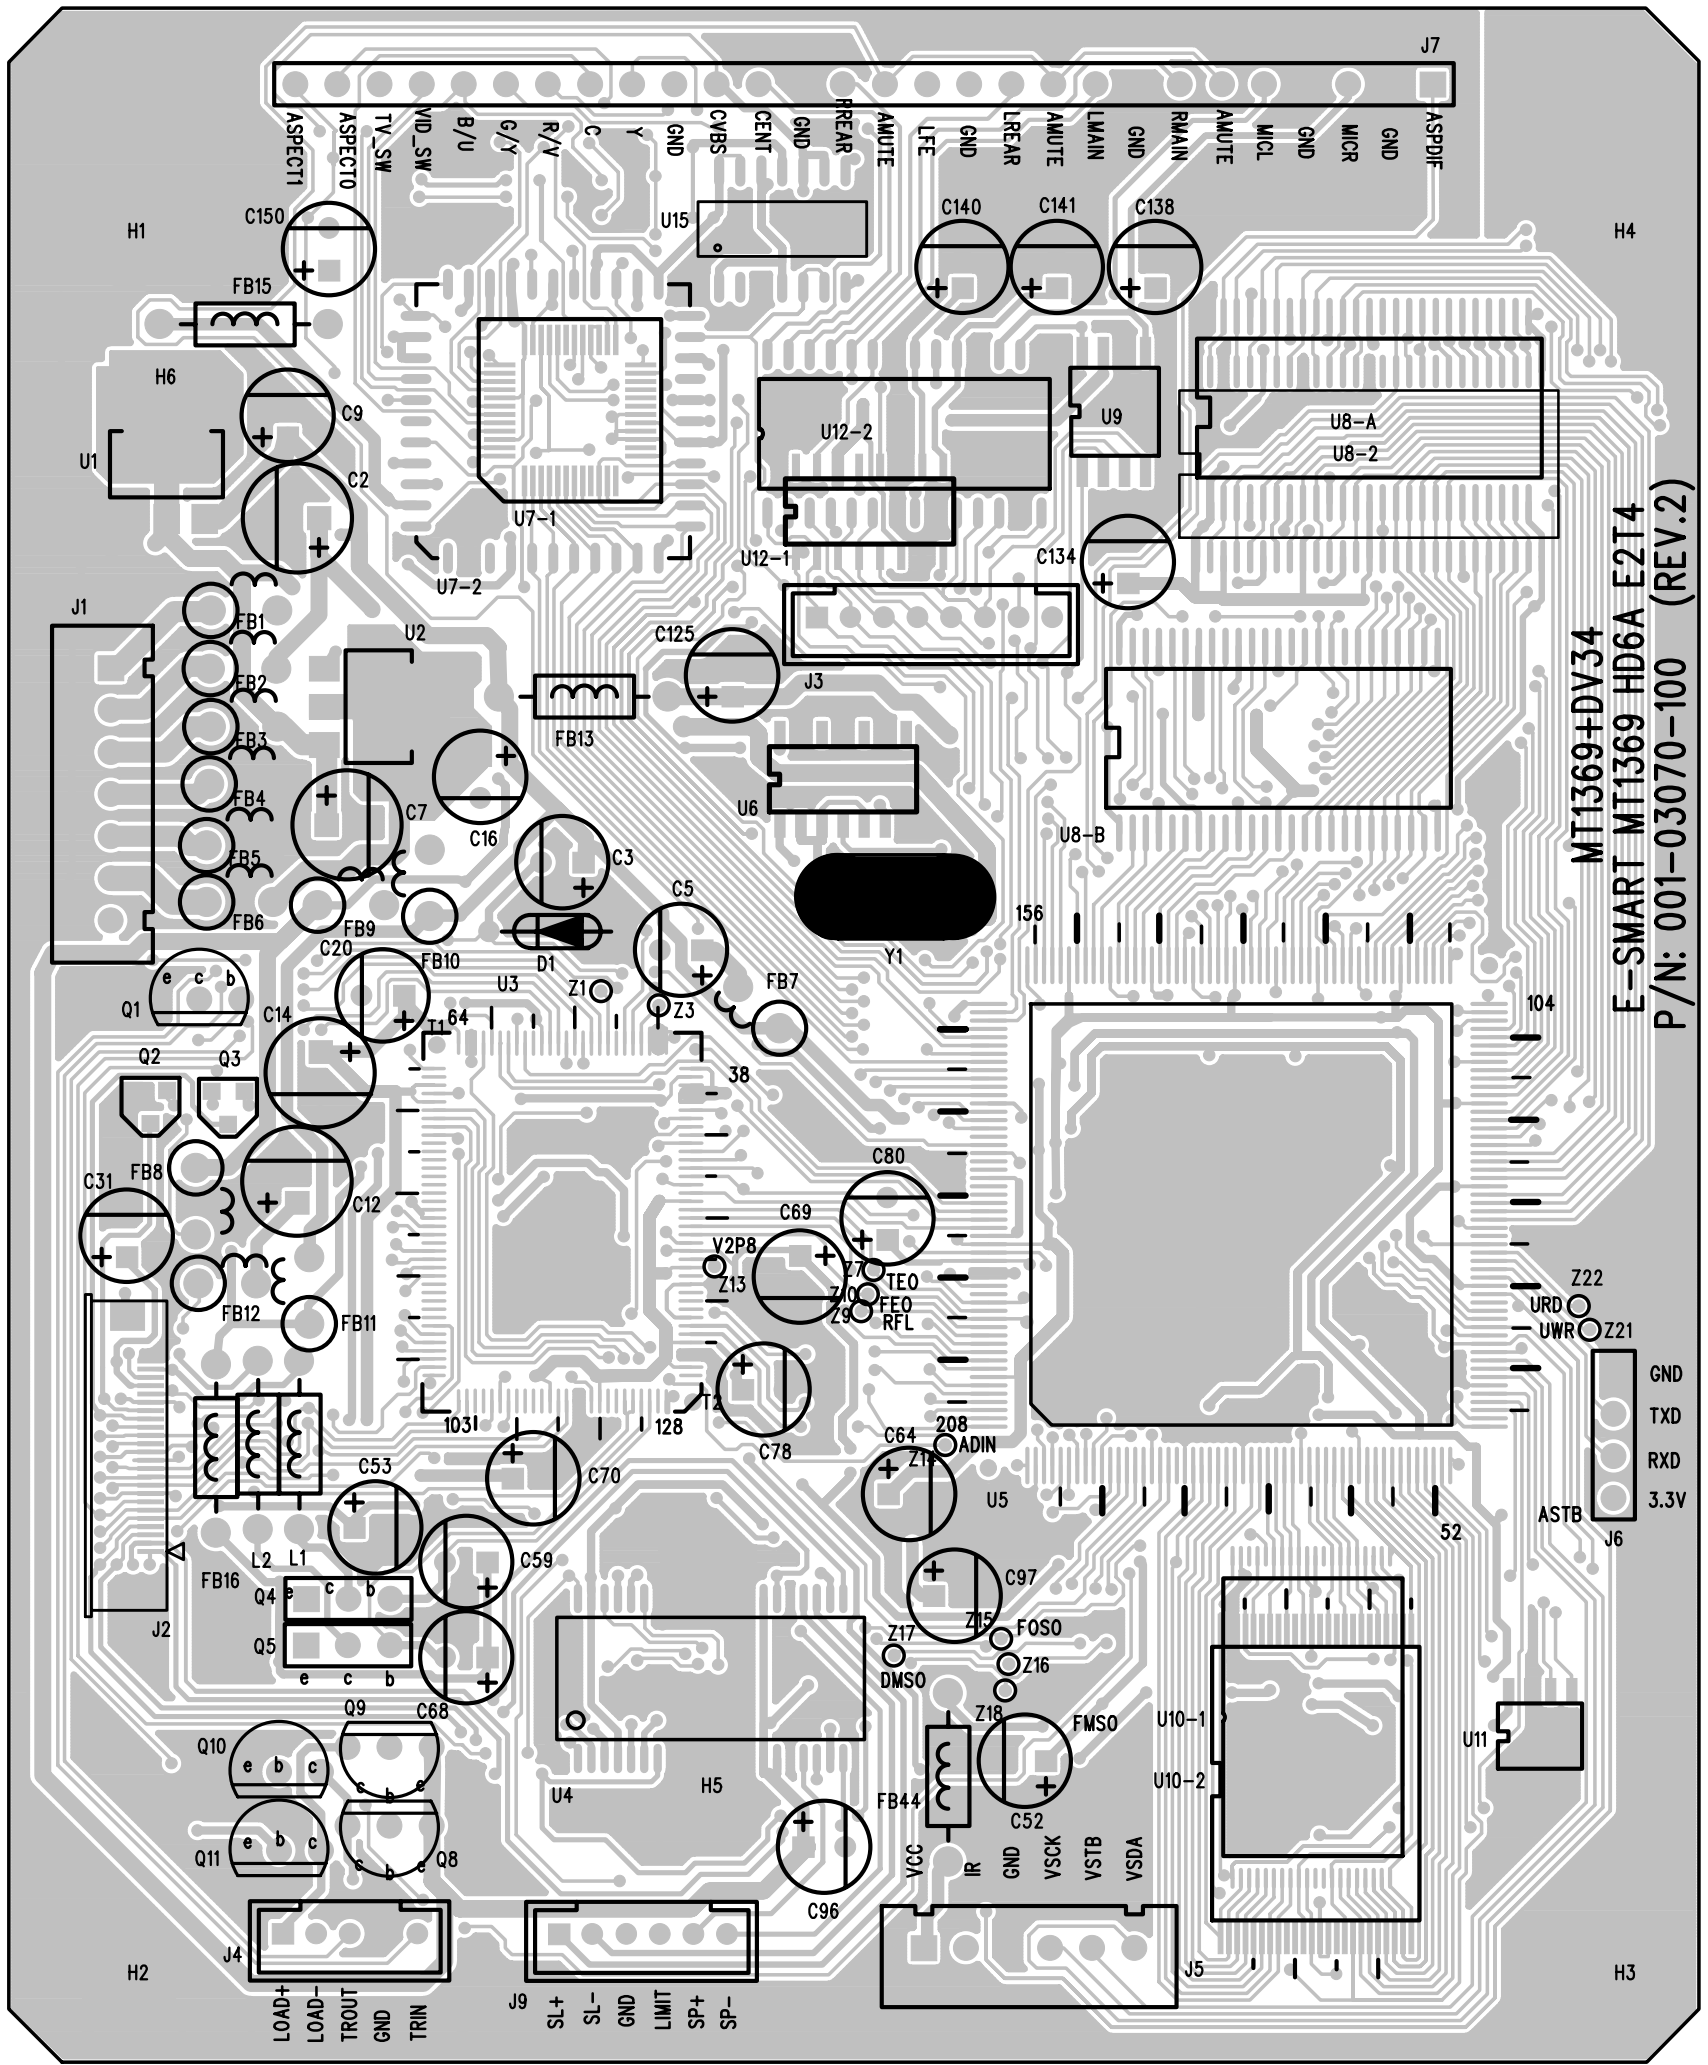 J7
ASPECT1
ASPECT0
TV_SW
VID_SW
B/U
G/Y
R/V
C
Y
GND
CVBS
CENT
GND
RREAR
AMUTE
LFE
GND
LREAR
AMUTE
LMAIN
GND
RMAIN
AMUTE
MICL
GND
MICR
GND
ASPDIF
H1
C150
U15
C140
C141
C138
H4
FB15
H6
C9
U1
C2
U7-1
U7-2
U12-2
U12-1
U9
U8-A
U8-2
C134
J1
FB1
FB2
FB3
FB4
FB5
FB6
U2
C125
J3
FB13
C7
C16
U6
U8-B
C3
C5
FB9
C20
FB10
D1
Y1
156
MT1369+DV34
E-SMART MT1369 HD6A E2T4
P/N: 001-03070-100 (REV.2)
e c b
Q1
C14
U3
Z1
Z3
FB7
T1
64
104
Q2
Q3
38
FB8
C31
C12
C80
C69
V2P8
Z13
Z7
TEO
Z10
FEO
Z9
RFL
Z22
URD
UWR
Z21
FB12
FB11
GND
TXD
RXD
3.3V
ASTB
J6
T2
103
128
C78
208
C64
ADIN
Z14
C53
C70
U5
52
L2
L1
FB16
C59
C97
Q4
e c b
J2
Q5
e c b
Z15
FOSO
Z17
Z16
DMSO
Z18
FMSO
Q9
C68
Q10
e b c
c b e
U4
H5
FB44
C52
U10-1
U10-2
U11
Q11
e b c
c b e
Q8
VCC
IR
GND
VSCK
VSTB
VSDA
C96
J4
J9
J5
H2
H3
LOAD+
LOAD-
TROUT
GND
TRIN
SL+
SL-
GND
LIMIT
SP+
SP-